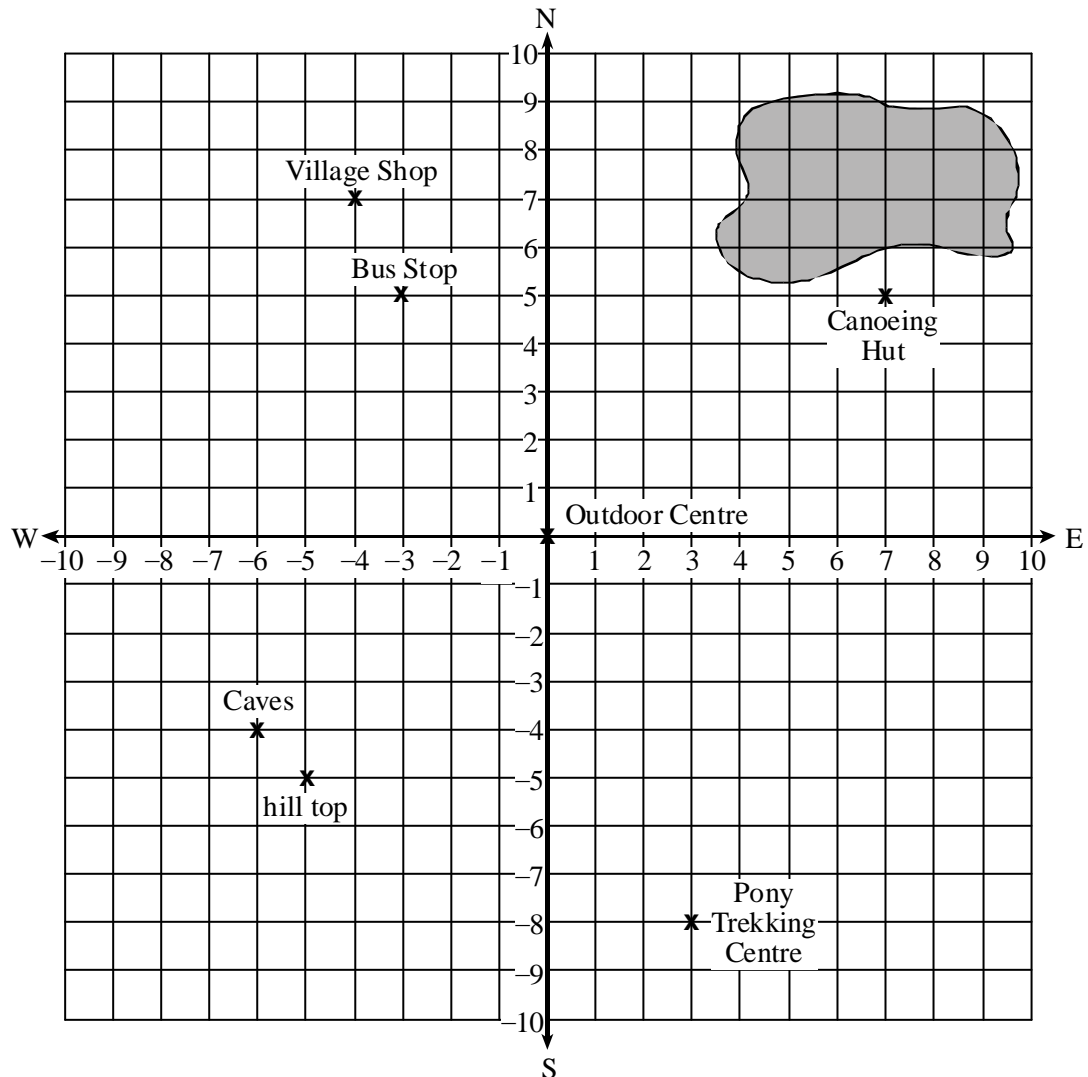 N
10
9
8
Village Shop
7
6
Bus Stop
5
Canoeing
Hut
4
3
2
1
Outdoor Centre
W
E
–10 –9 –8 –7 –6 –5 –4 –3 –2 –1 1 2 3 4 5 6 7 8 9 10
–1
–2
–3
Caves
–4
–5
hill top
–6
–7
Pony
Trekking
Centre
–8
–9
–10
S